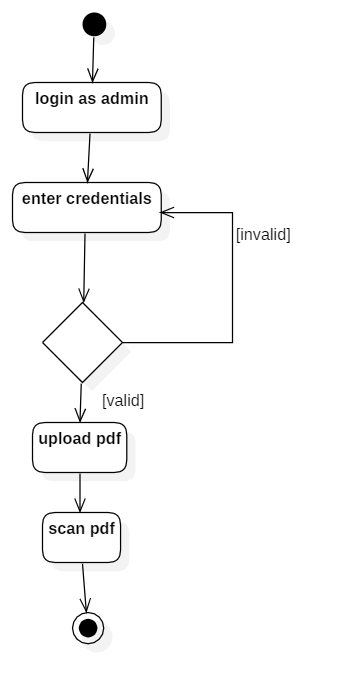 login as admin
enter credentials
[invalid]
[valid]
upload pdf
scan pdf